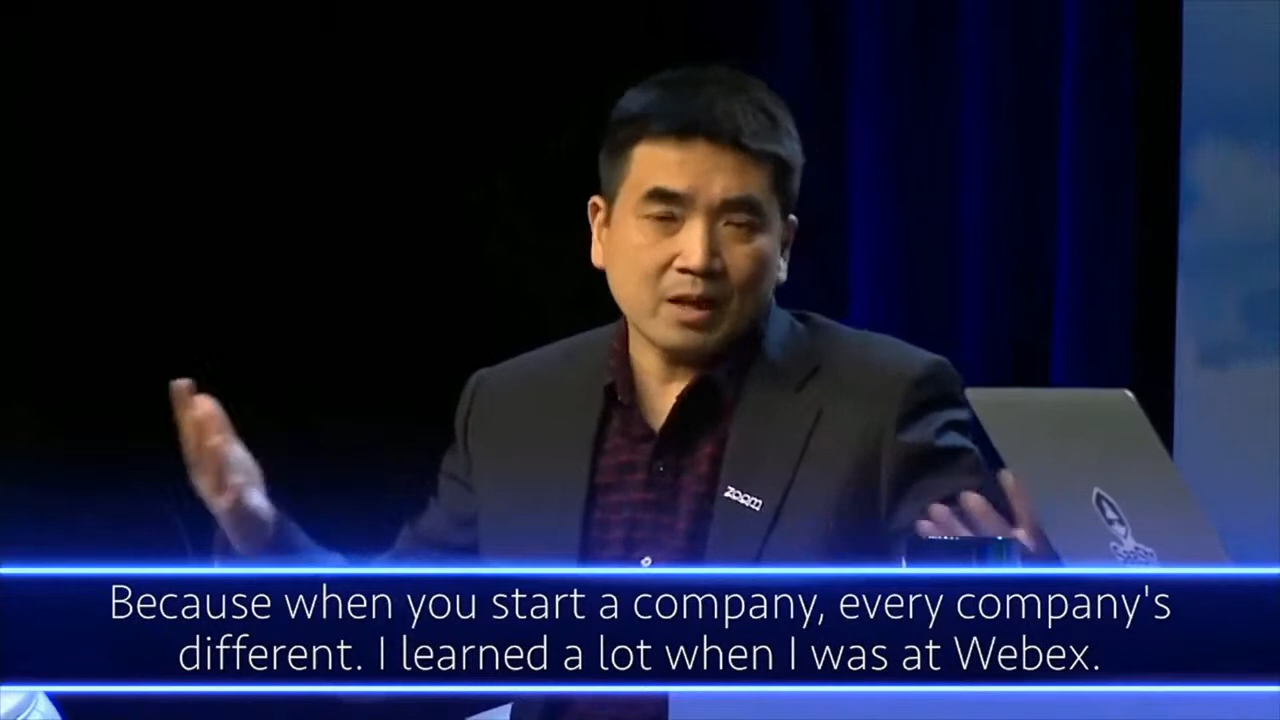 zoom
Because when you start a company, every company's
different. I learned a lot when I was at Webex.